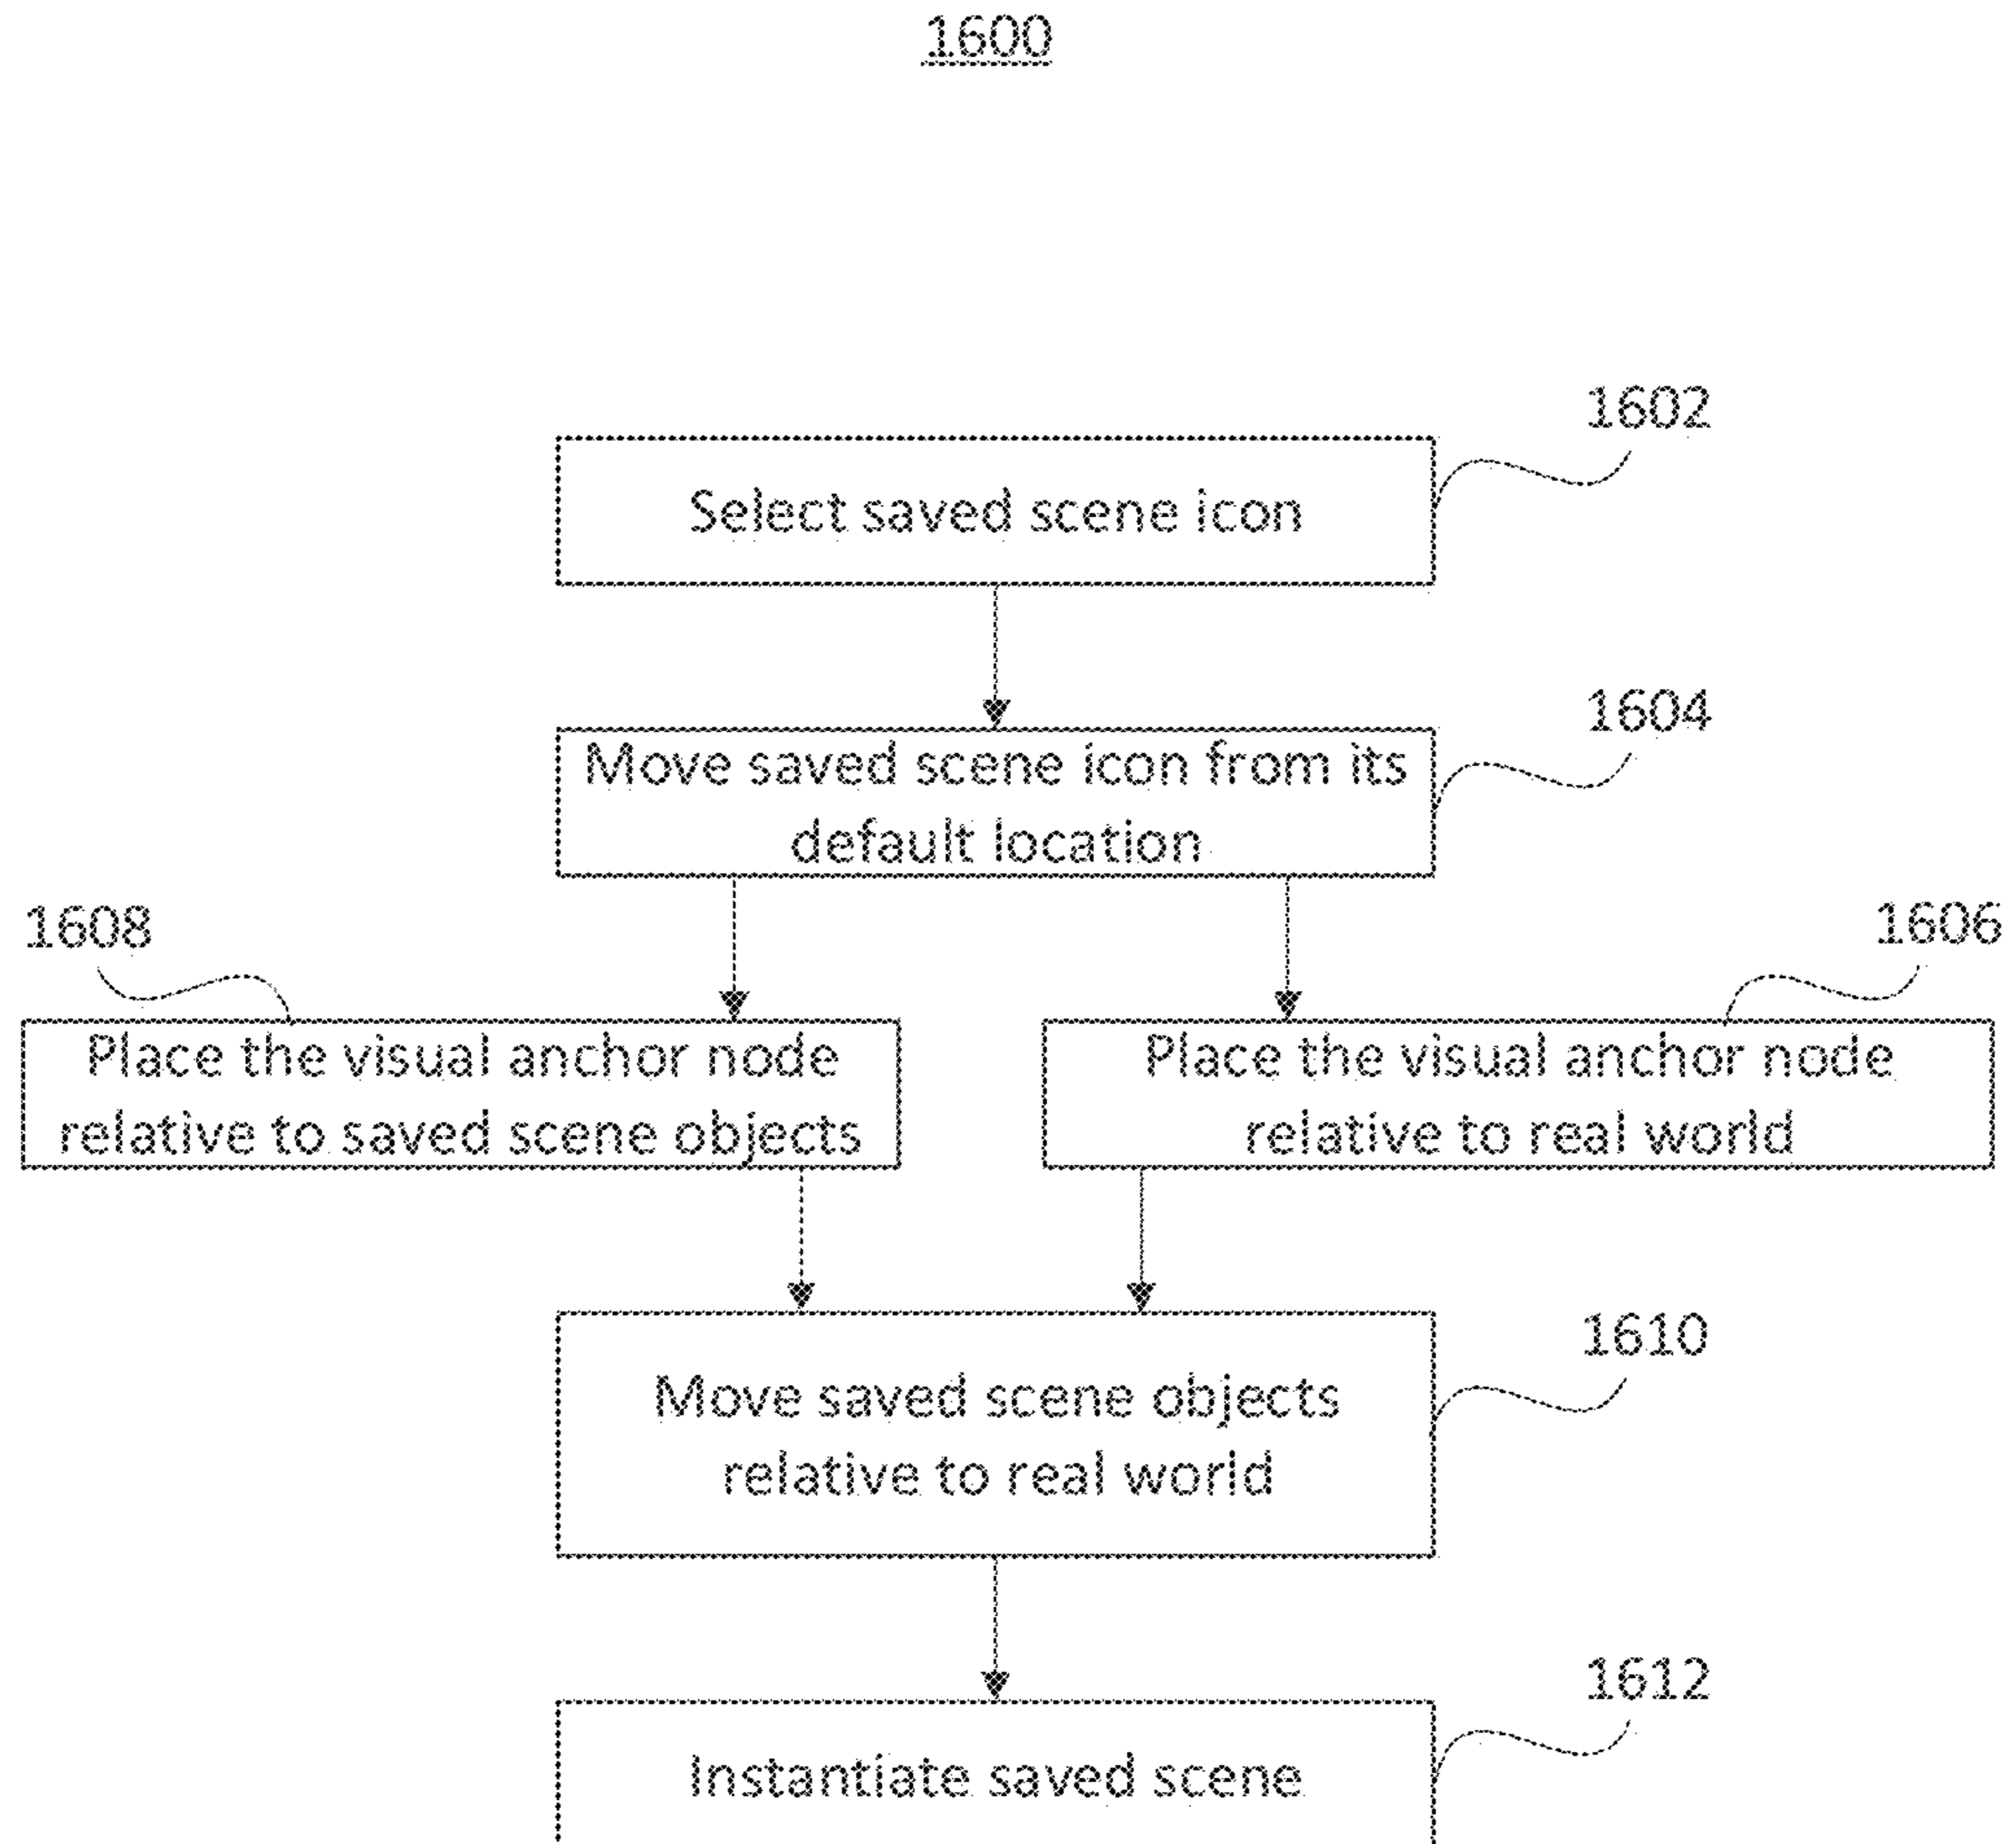 1600
1602
Select saved scene icon
1604
Move saved scene icon from its
default location
1608
1606
Place the visual anchor node
relative to saved scene objects
Place the visual anchor node
relative to real world
1610
Move saved scene objects
relative to real world
1612
Instantiate saved scene